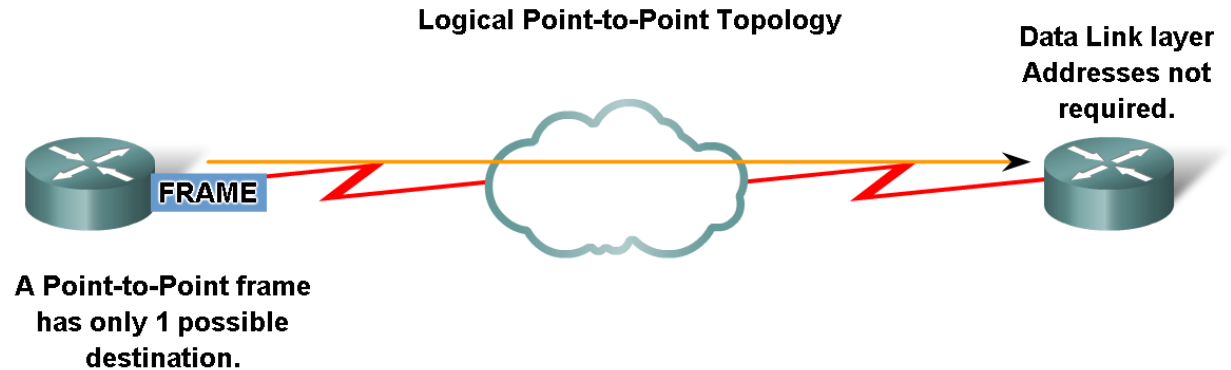 Logical Point-to-Point Topology
Data Link layer
Addresses not
required.
FRAME
A Point-to-Point frame
has only 1 possible
destination.